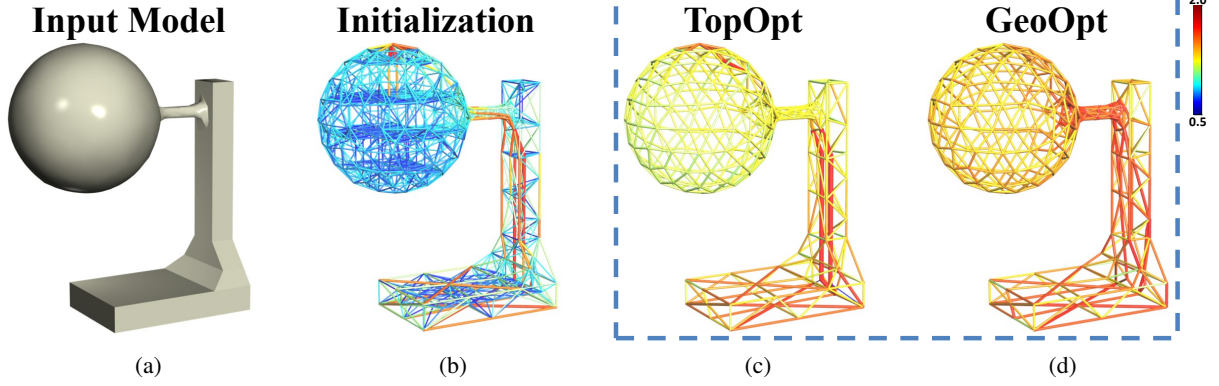 Input Model
Initialization
TopOpt
GeoOpt
2.0
0.5
(a)
(b)
(c)
(d)